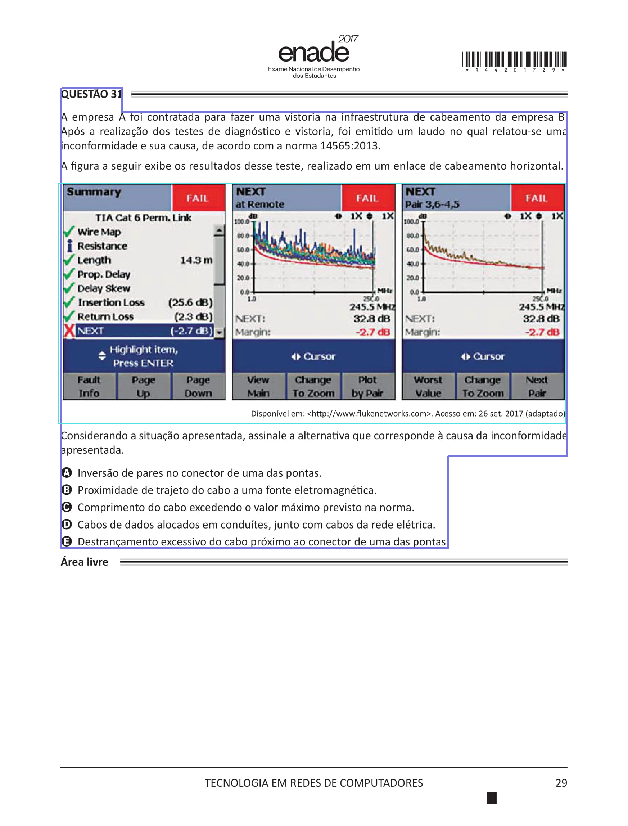 enade
2017
Exame Nacional de Desempenho
dos Estudantes
*R4420172９*
QUESTÃO 31
A empresa A foi contratada para fazer uma vistoria na infraestrutura de cabeamento da empresa B.
Após a realização dos testes de diagnóstico e vistoria, foi emitido um laudo no qual relatou-se uma
inconformidade e sua causa, de acordo com a norma 14565:2013.
A figura a seguir exibe os resultados desse teste, realizado em um enlace de cabeamento horizontal.
Summary FAIL
TIA Cat 6 Perm. Link
Wire Map
Resistance
Length 14.3 m
Prop. Delay
Delay Skew
Insertion Loss (25.6 dB)
Return Loss (2.3 dB)
NEXT (-2.7 dB)
Highlight item,
Press ENTER
Fault Info Page Up Page Down
NEXT
at Remote FAIL
dB 1X 1X
100.0
80.0
60.0
40.0
20.0
0.0 MHz
1.0 250.0
245.5 MHz
NEXT: 32.8 dB
Margin: -2.7 dB
Cursor
View Main Change To Zoom Plot by Pair
NEXT
Pair 3,6-4,5 FAIL
dB 1X 1X
100.0
80.0
60.0
40.0
20.0
0.0 MHz
1.0 250.0
245.5 MHz
NEXT: 32.8 dB
Margin: -2.7 dB
Cursor
Worst Value Change To Zoom Next Pair
Disponível em: <http://www.flukenetworks.com>. Acesso em: 26 set. 2017 (adaptado).
Considerando a situação apresentada, assinale a alternativa que corresponde à causa da inconformidade
apresentada.
A Inversão de pares no conector de uma das pontas.
B Proximidade de trajeto do cabo a uma fonte eletromagnética.
C Comprimento do cabo excedendo o valor máximo previsto na norma.
D Cabos de dados alocados em conduítes, junto com cabos da rede elétrica.
E Destrançamento excessivo do cabo próximo ao conector de uma das pontas.
Área livre
TECNOLOGIA EM REDES DE COMPUTADORES 29